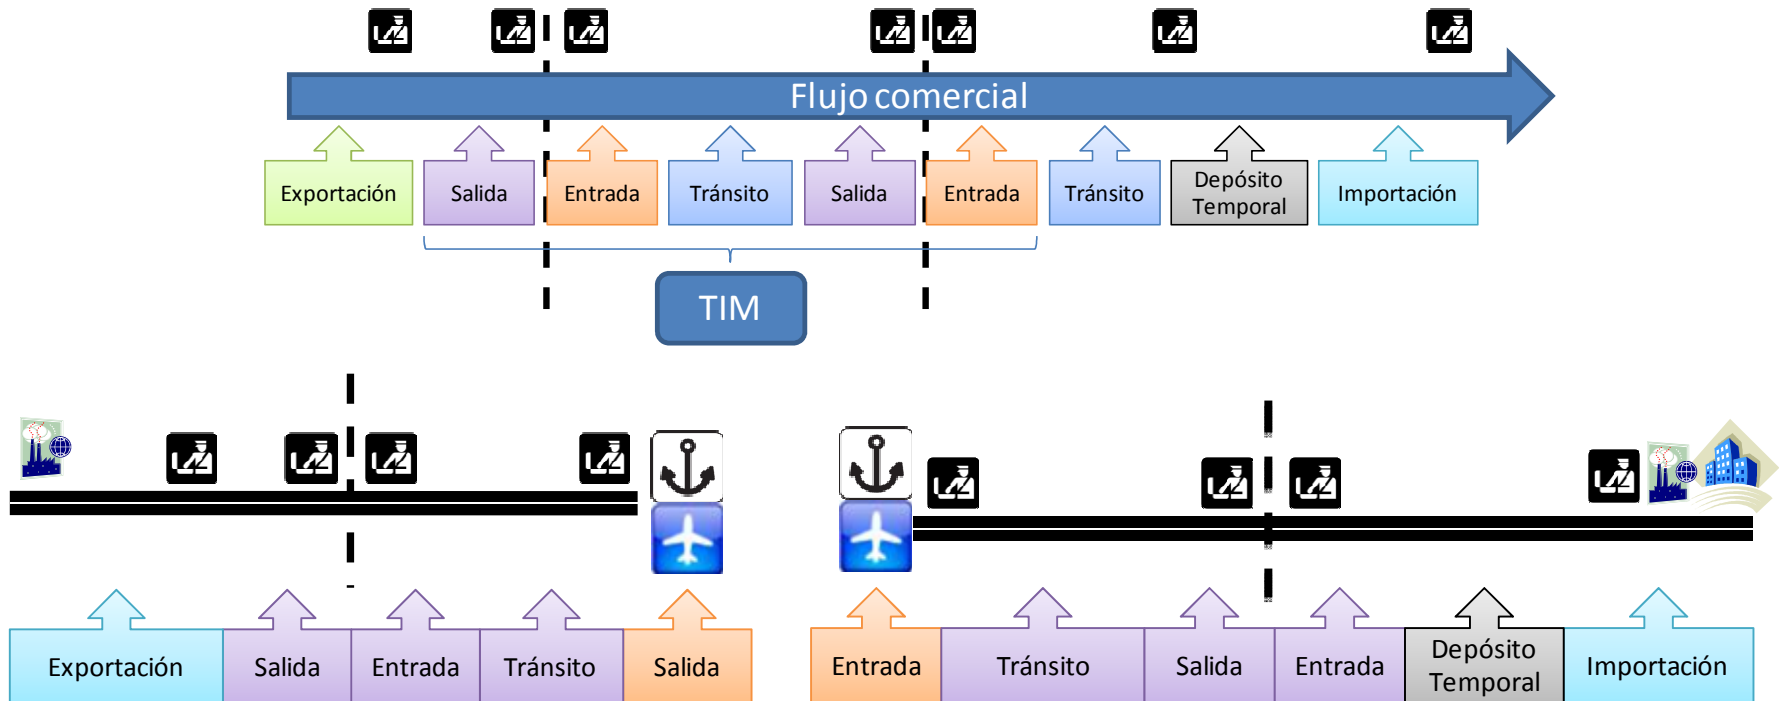 Flujo comercial
Exportación
Salida
Entrada
Tránsito
Salida
Entrada
Tránsito
Depósito
Temporal
Importación
TIM
Exportación
Salida
Entrada
Tránsito
Salida
Entrada
Tránsito
Salida
Entrada
Depósito
Temporal
Importación